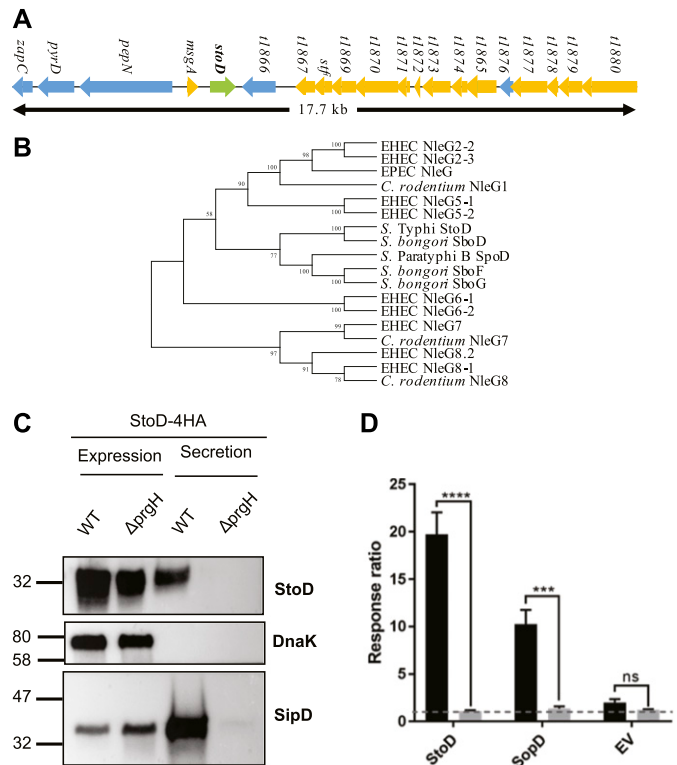 A
zapC pyrD pepN msgA stoD t1866 t1867 stf t1869 t1870 t1871 t1872 t1873 t1874 t1865 t1876 t1877 t1878 t1879 t1880
17.7 kb
B
EHEC NleG2-2
EHEC NleG2-3
EPEC NleG
C. rodentium NleG1
EHEC NleG5-1
EHEC NleG5-2
S. Typhi StoD
S. bongori SboD
S. Paratyphi B SpoD
S. bongori SboF
S. bongori SboG
EHEC NleG6-1
EHEC NleG6-2
EHEC NleG7
C. rodentium NleG7
EHEC NleG8.2
EHEC NleG8-1
C. rodentium NleG8
100
98
100
90
100
58
100
77
100
100
100
99
97
91
78
C
StoD-4HA
Expression Secretion
WT ΔprgH WT ΔprgH
32 StoD
80 DnaK
58
47
SipD
32
D
Response ratio
25
20
15
10
5
0
****
***
ns
StoD SopD EV